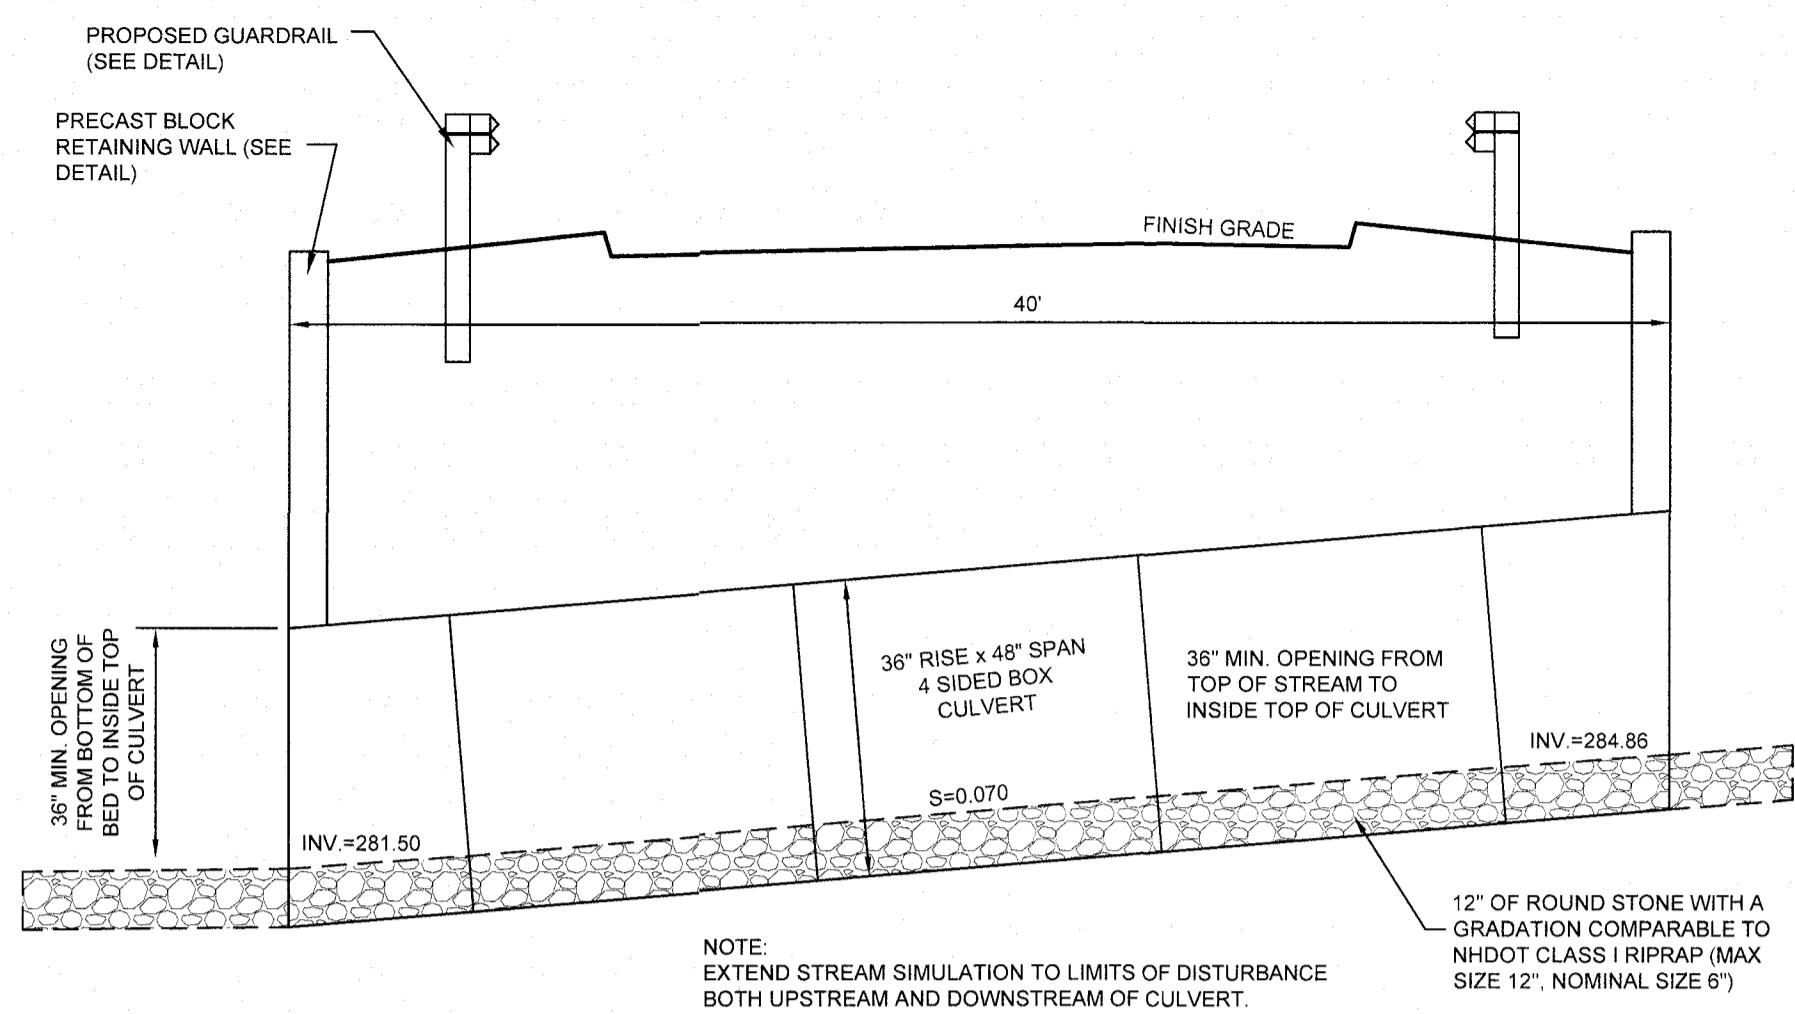 PROPOSED GUARDRAIL
(SEE DETAIL)
PRECAST BLOCK
RETAINING WALL (SEE
DETAIL)
FINISH GRADE
40'
36" MIN. OPENING
FROM BOTTOM OF
BED TO INSIDE TOP
OF CULVERT
36" RISE x 48" SPAN
4 SIDED BOX
CULVERT
36" MIN. OPENING FROM
TOP OF STREAM TO
INSIDE TOP OF CULVERT
INV.=284.86
S=0.070
INV.=281.50
12" OF ROUND STONE WITH A
GRADATION COMPARABLE TO
NHDOT CLASS I RIPRAP (MAX
SIZE 12", NOMINAL SIZE 6")
NOTE:
EXTEND STREAM SIMULATION TO LIMITS OF DISTURBANCE
BOTH UPSTREAM AND DOWNSTREAM OF CULVERT.